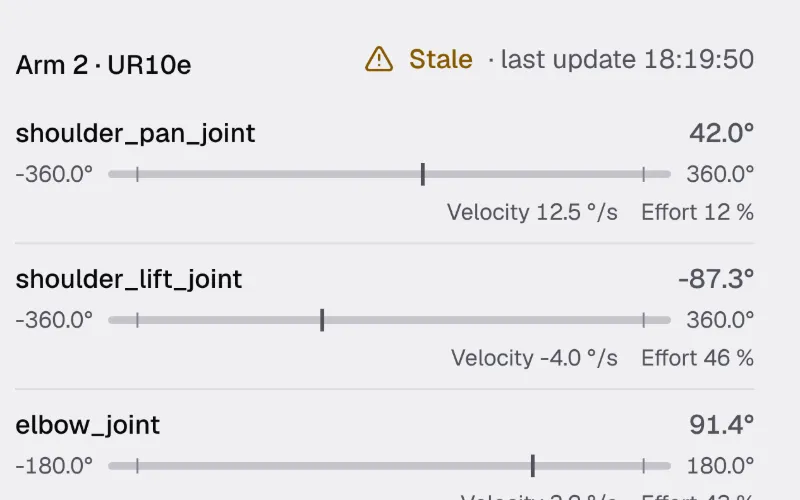 Arm 2 · UR10e
Stale · last update 18:19:50
shoulder_pan_joint 42.0°
-360.0° 360.0°
Velocity 12.5 °/s Effort 12 %
shoulder_lift_joint -87.3°
-360.0° 360.0°
Velocity -4.0 °/s Effort 46 %
elbow_joint 91.4°
-180.0° 180.0°